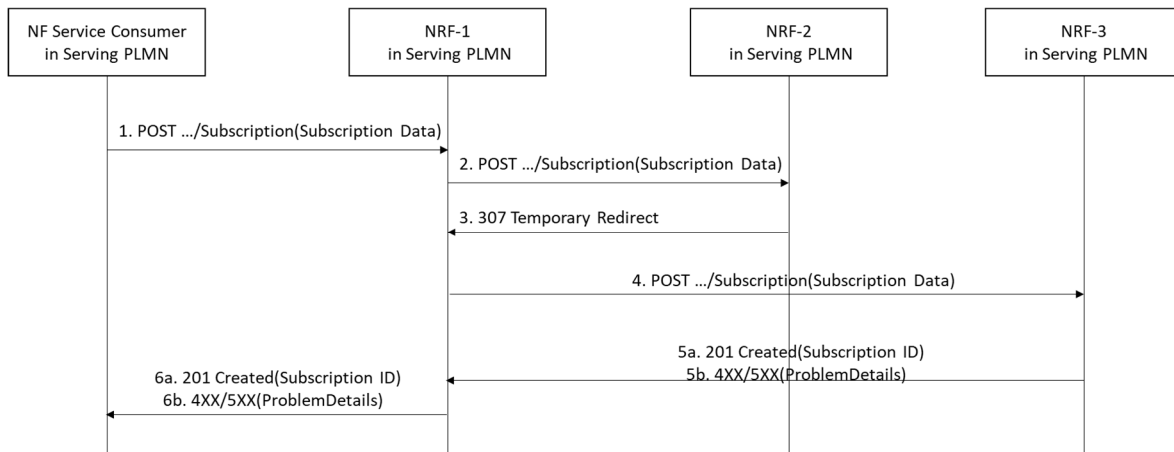 NF Service Consumer
in Serving PLMN
NRF-1
in Serving PLMN
NRF-2
in Serving PLMN
NRF-3
in Serving PLMN
1. POST .../Subscription(Subscription Data)
2. POST .../Subscription(Subscription Data)
3. 307 Temporary Redirect
4. POST .../Subscription(Subscription Data)
5a. 201 Created(Subscription ID)
5b. 4XX/5XX(ProblemDetails)
6a. 201 Created(Subscription ID)
6b. 4XX/5XX(ProblemDetails)